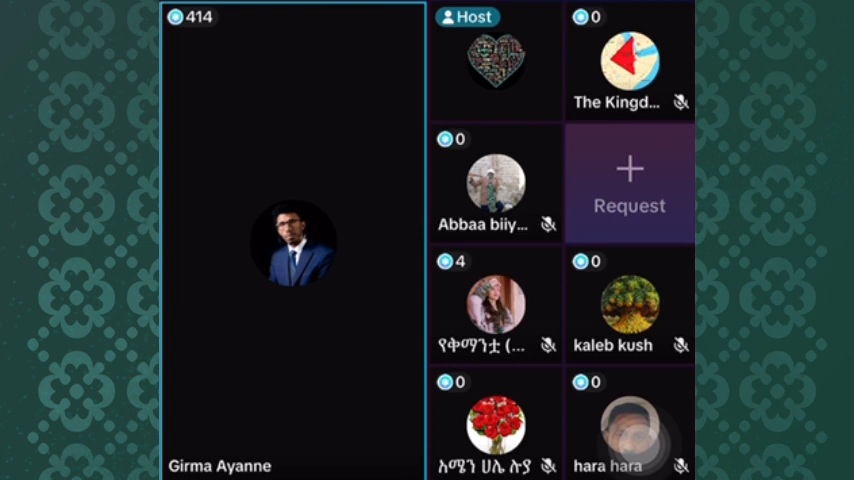 414
Girma Ayanne
Host
0
The Kingd...
0
Abbaa biiy...
Request
4
የቅማንቷ (...
0
kaleb kush
0
አሜን ሀሌ ሉያ
0
hara hara